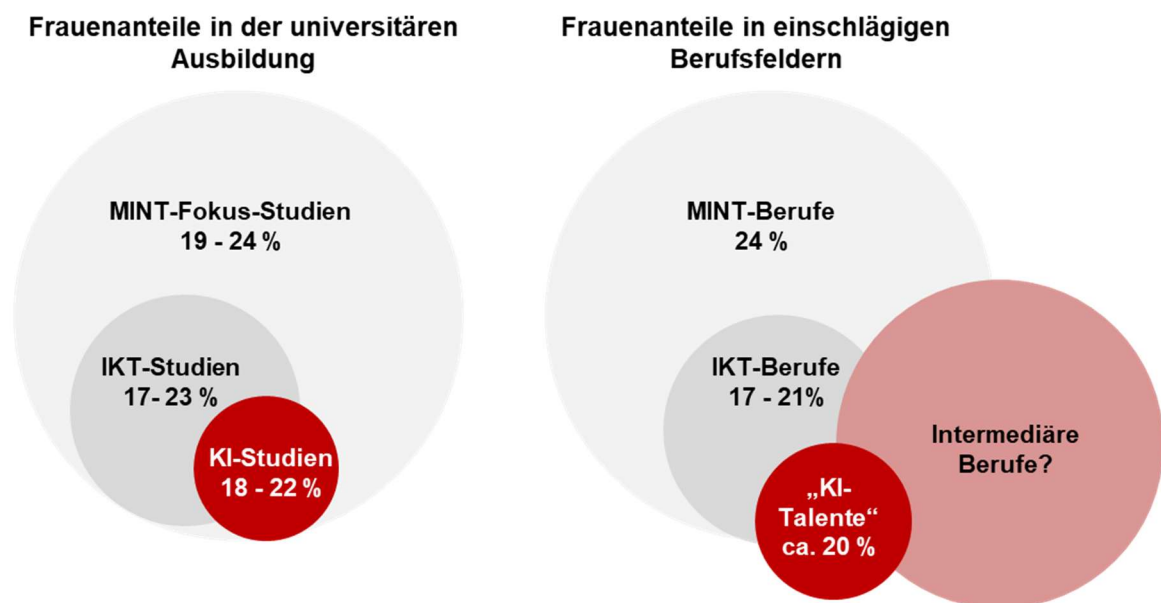 Frauenanteile in der universitären
Ausbildung
MINT-Fokus-Studien
19 - 24 %
IKT-Studien
17- 23 %
KI-Studien
18 - 22 %
Frauenanteile in einschlägigen
Berufsfeldern
MINT-Berufe
24 %
IKT-Berufe
17 - 21%
„KI-
Talente“
ca. 20 %
Intermediäre
Berufe?